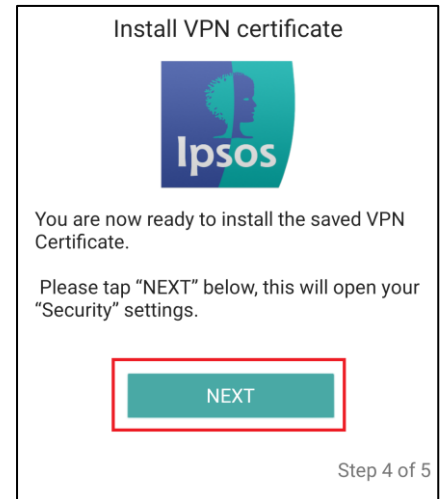 Install VPN certificate
Ipsos
You are now ready to install the saved VPN
Certificate.
Please tap “NEXT” below, this will open your
“Security” settings.
NEXT
Step 4 of 5